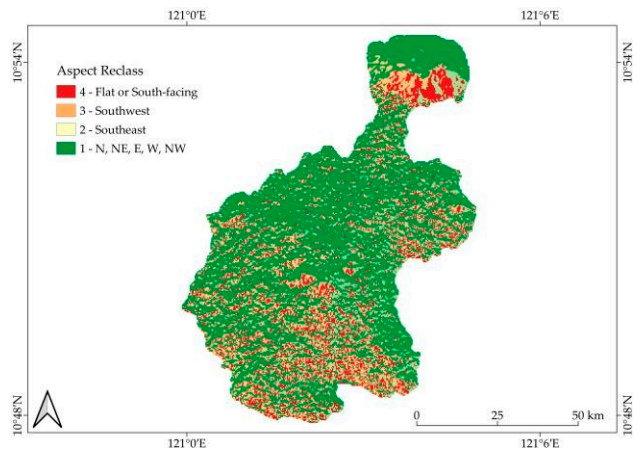 121°0'E 121°6'E
10°54'N 10°54'N
Aspect Reclass
4 - Flat or South-facing
3 - Southwest
2 - Southeast
1 - N, NE, E, W, NW
10°48'N 10°48'N
0 25 50 km
121°0'E 121°6'E